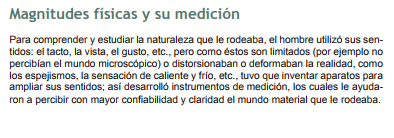 Magnitudes físicas y su medición
Para comprender y estudiar la naturaleza que le rodeaba, el hombre utilizó sus sen-
tidos: el tacto, la vista, el gusto, etc., pero como éstos son limitados (por ejemplo no
percibían el mundo microscópico) o distorsionaban o deformaban la realidad, como
los espejismos, la sensación de caliente y frío, etc., tuvo que inventar aparatos para
ampliar sus sentidos; así desarrolló instrumentos de medición, los cuales le ayuda-
ron a percibir con mayor confiabilidad y claridad el mundo material que le rodeaba.